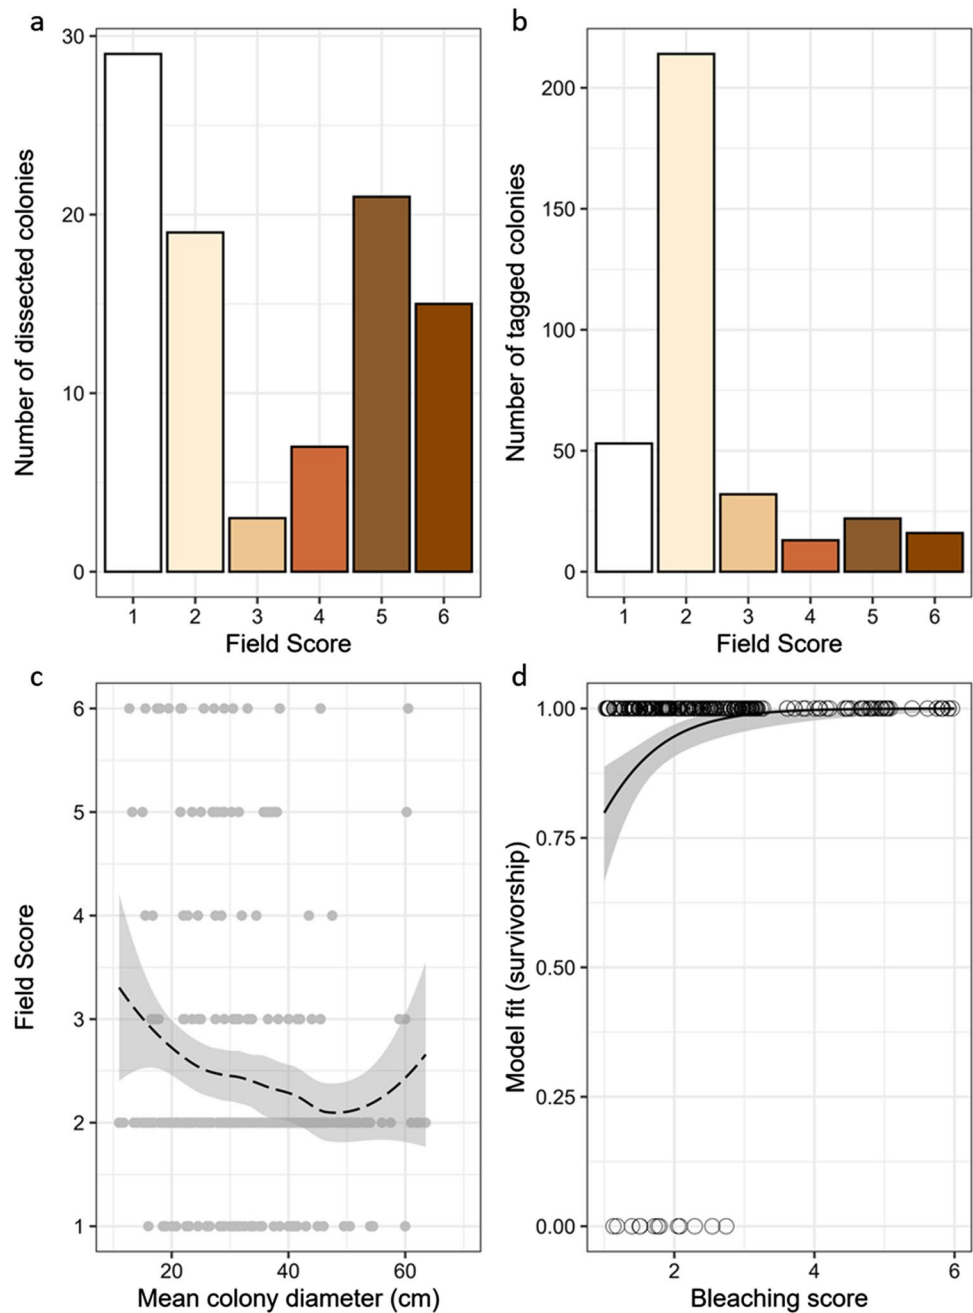 a
30
20
10
0
Number of dissected colonies
1 2 3 4 5 6
Field Score
b
200
150
100
50
0
Number of tagged colonies
1 2 3 4 5 6
Field Score
c
6
5
4
3
2
1
Field Score
20 40 60
Mean colony diameter (cm)
d
1.00
0.75
0.50
0.25
0.00
Model fit (survivorship)
2 4 6
Bleaching score